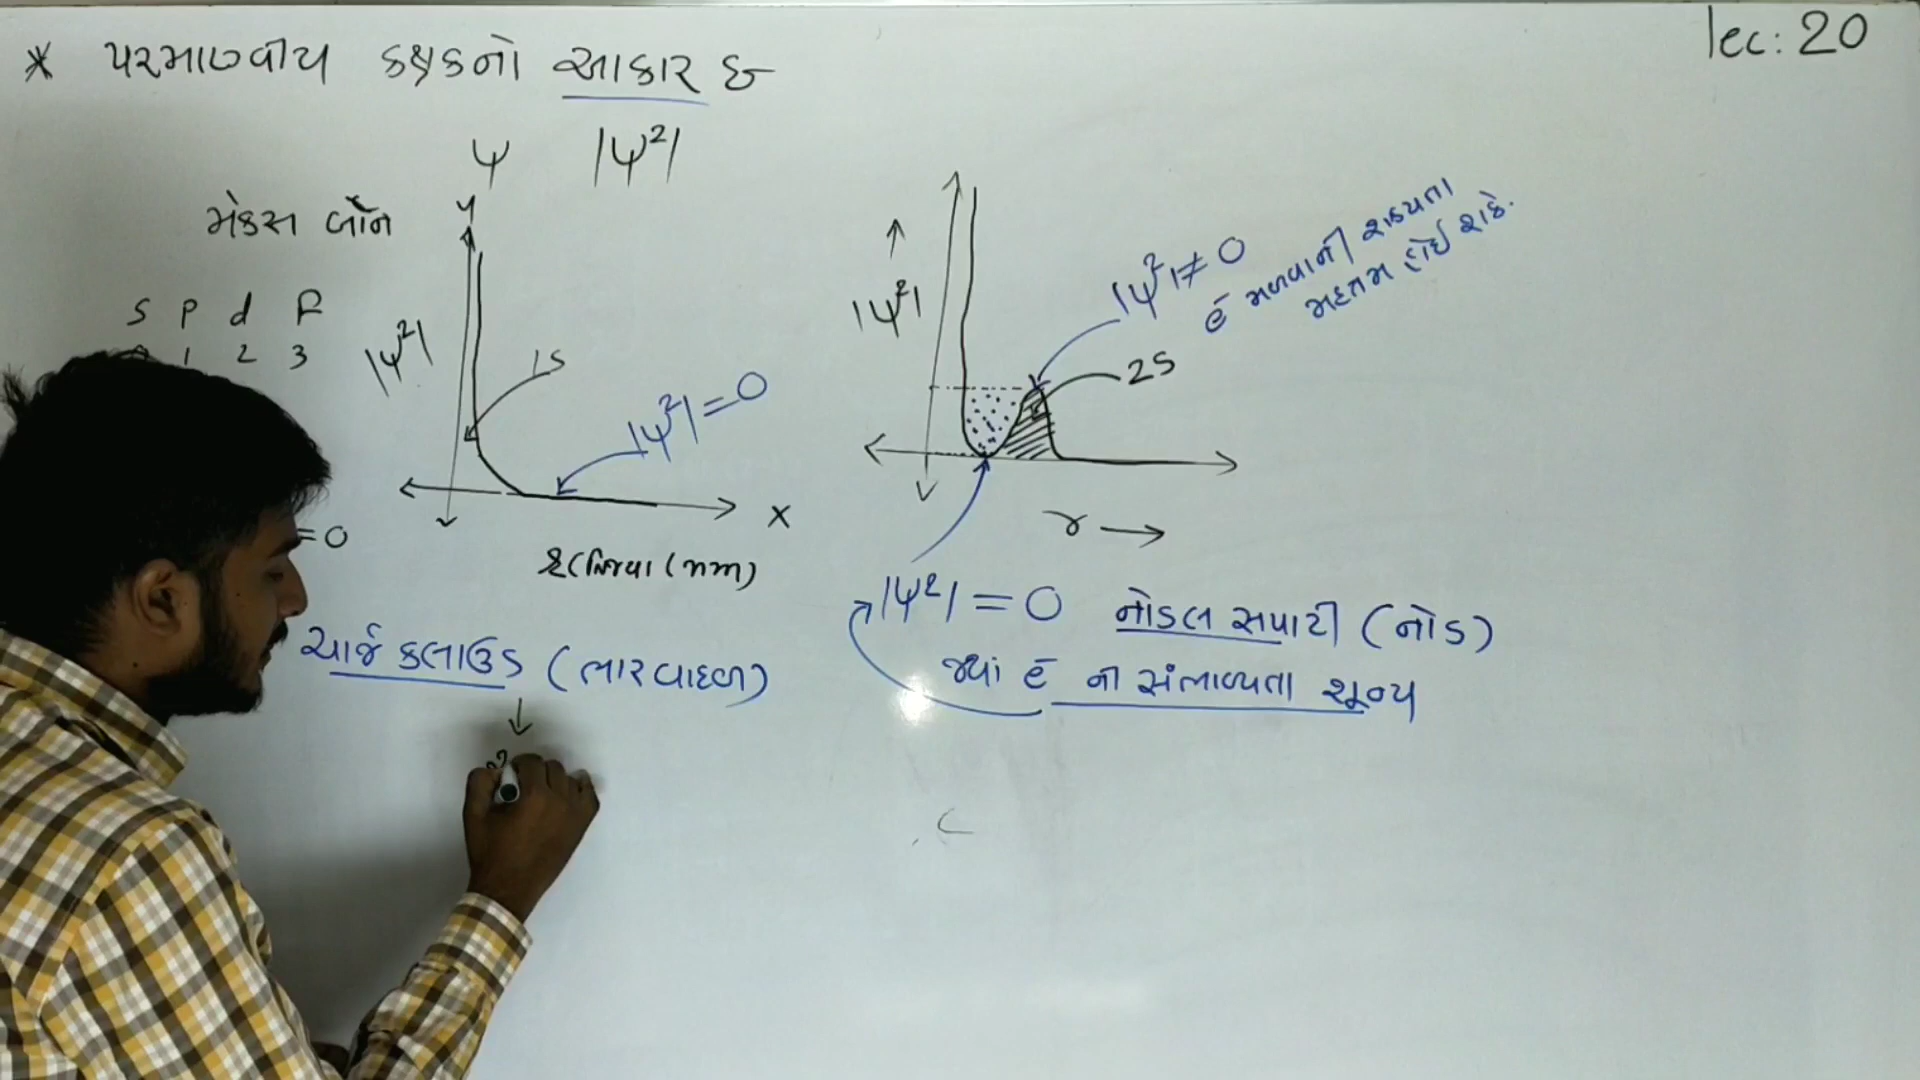 lec: 20
* પરમાણ્વીય કક્ષકનો આકાર :-
ψ |ψ²|
મેક્સ બૉર્ન
s p d F
1 2 3
=0
y
|ψ²|
1s
|ψ²| = 0
x
ત્રિજ્યા (nm)
ચાર્જ ક્લાઉડ (ભારવાદળ)
↓
↑
|ψ²|
|ψ²| ≠ 0
e⁻ મળવાની શક્યતા
મહત્તમ હોઈ શકે.
2S
r →
|ψ²| = 0 નોડલ સપાટી (નોડ)
જ્યાં e⁻ ની સંભાવ્યતા શૂન્ય